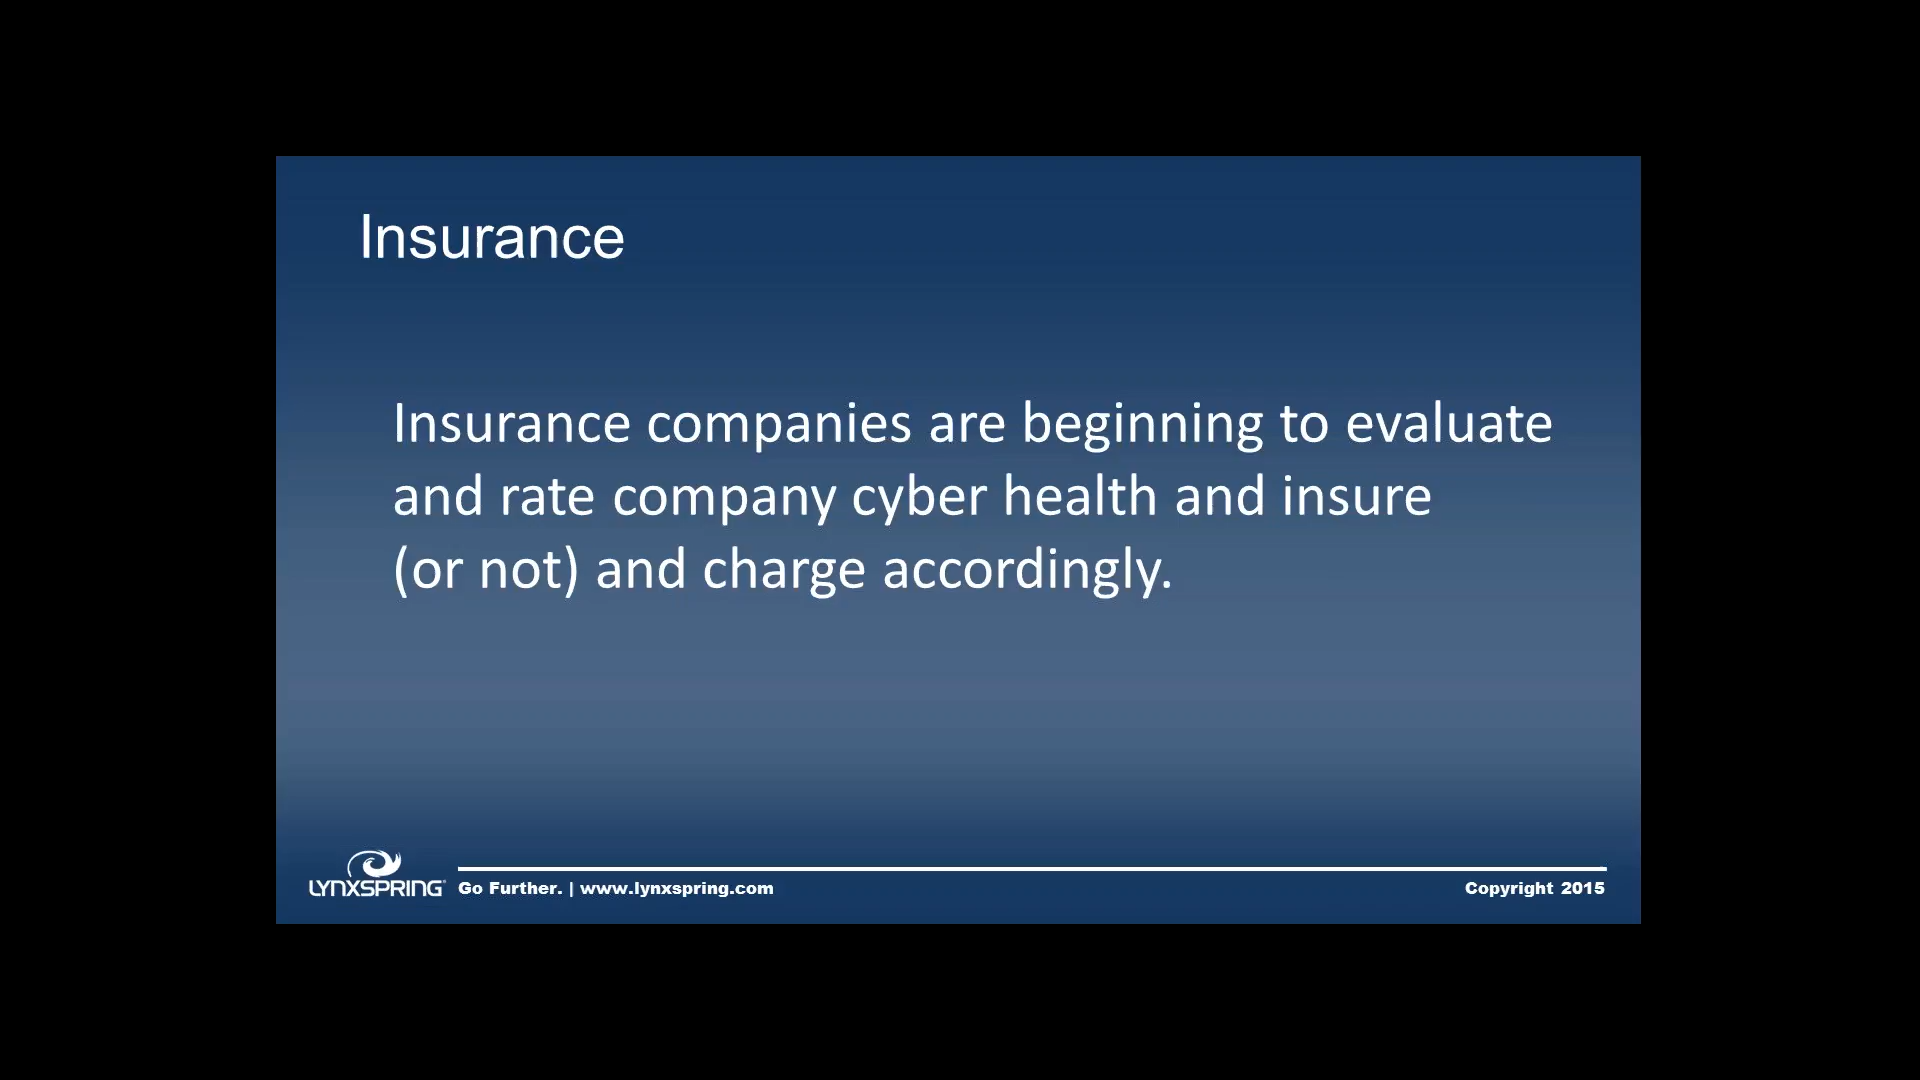 Insurance
Insurance companies are beginning to evaluate
and rate company cyber health and insure
(or not) and charge accordingly.
LYNXSPRING Go Further. | www.lynxspring.com Copyright 2015